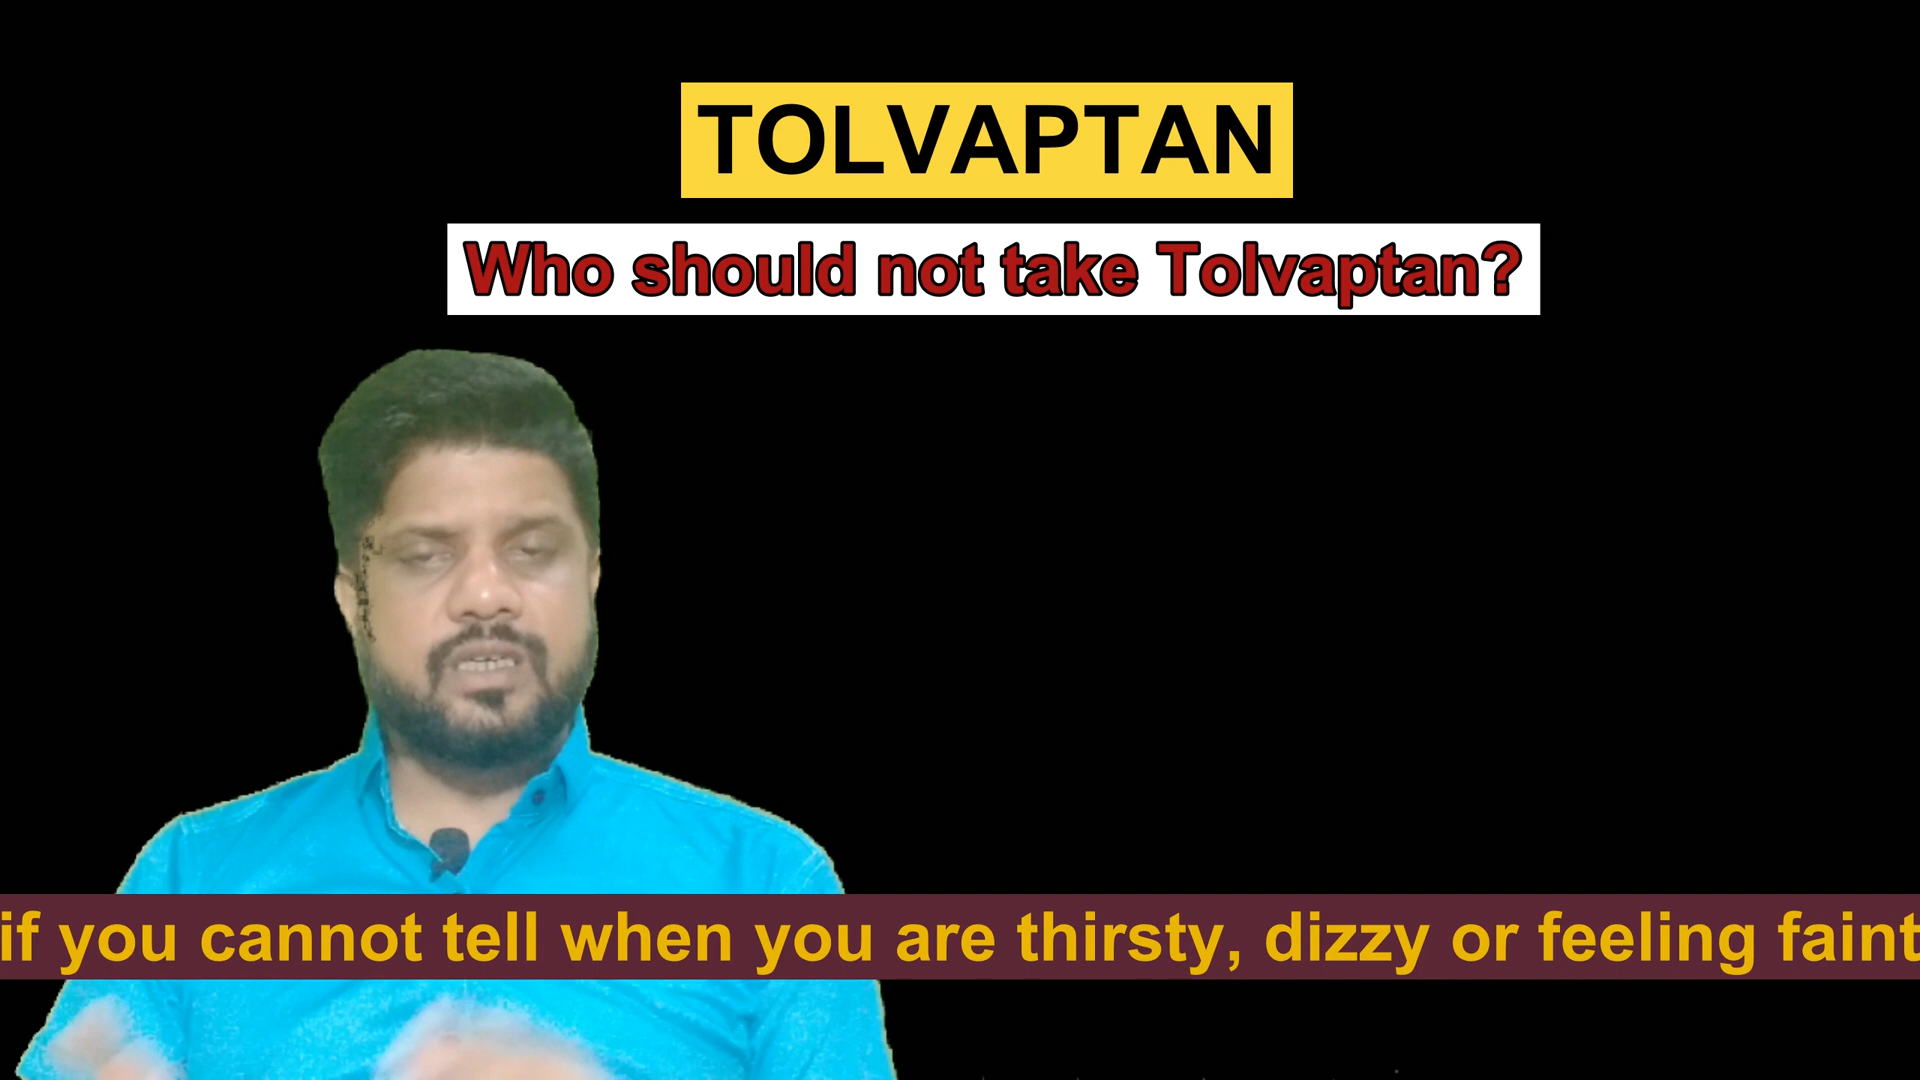 TOLVAPTAN
Who should not take Tolvaptan?
if you cannot tell when you are thirsty, dizzy or feeling faint